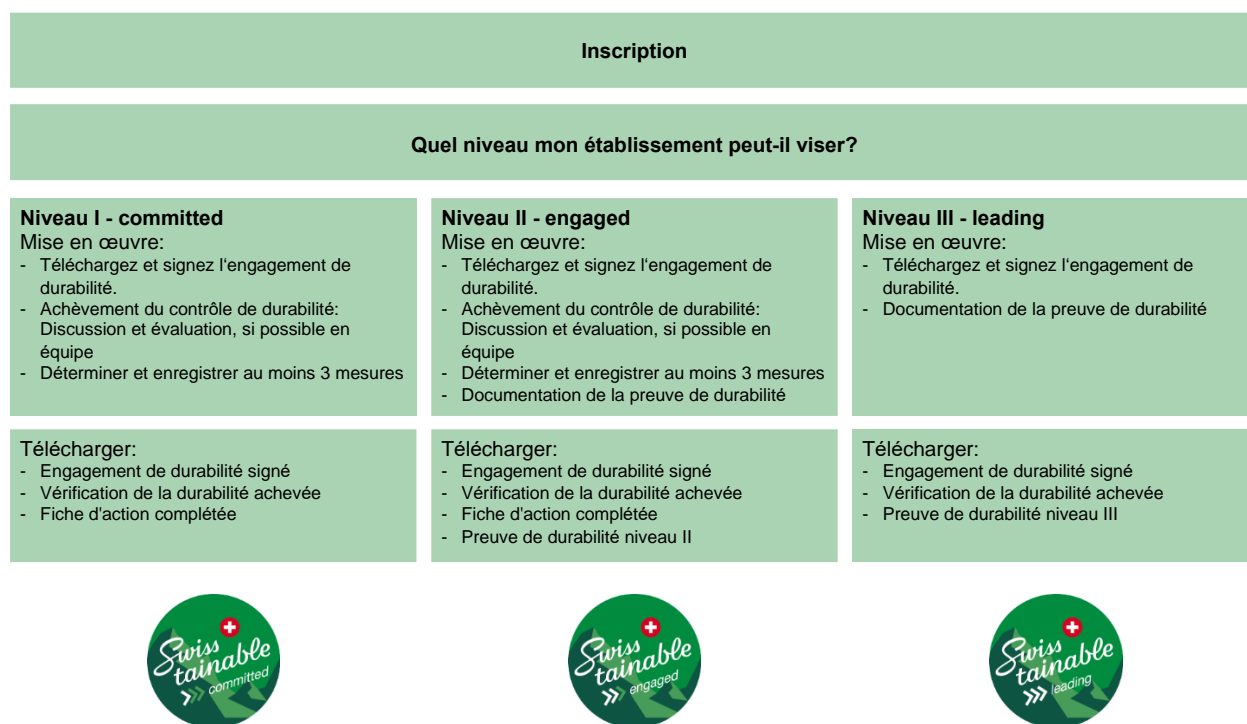 Inscription
Quel niveau mon établissement peut-il viser?
Niveau I - committed
Mise en œuvre:
- Téléchargez et signez l‘engagement de
durabilité.
- Achèvement du contrôle de durabilité:
Discussion et évaluation, si possible en
équipe
- Déterminer et enregistrer au moins 3 mesures
Niveau II - engaged
Mise en œuvre:
- Téléchargez et signez l‘engagement de
durabilité.
- Achèvement du contrôle de durabilité:
Discussion et évaluation, si possible en
équipe
- Déterminer et enregistrer au moins 3 mesures
- Documentation de la preuve de durabilité
Niveau III - leading
Mise en œuvre:
- Téléchargez et signez l‘engagement de
durabilité.
- Documentation de la preuve de durabilité
Télécharger:
- Engagement de durabilité signé
- Vérification de la durabilité achevée
- Fiche d'action complétée
Télécharger:
- Engagement de durabilité signé
- Vérification de la durabilité achevée
- Fiche d'action complétée
- Preuve de durabilité niveau II
Télécharger:
- Engagement de durabilité signé
- Vérification de la durabilité achevée
- Preuve de durabilité niveau III
Swiss
tainable
committed
Swiss
tainable
engaged
Swiss
tainable
leading